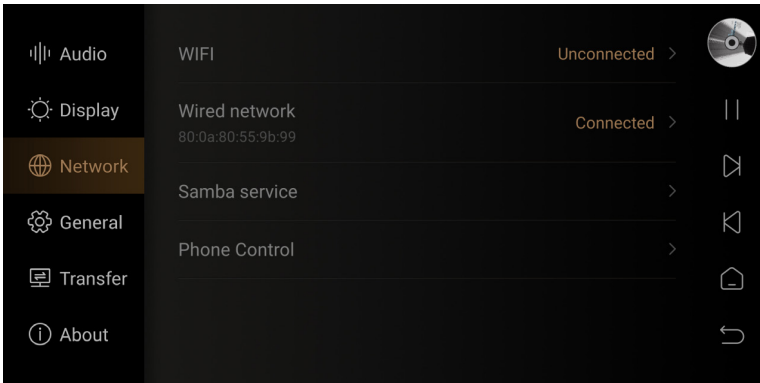 Audio
Display
Network
General
Transfer
About
WIFI
Unconnected
Wired network
80:0a:80:55:9b:99
Connected
Samba service
Phone Control